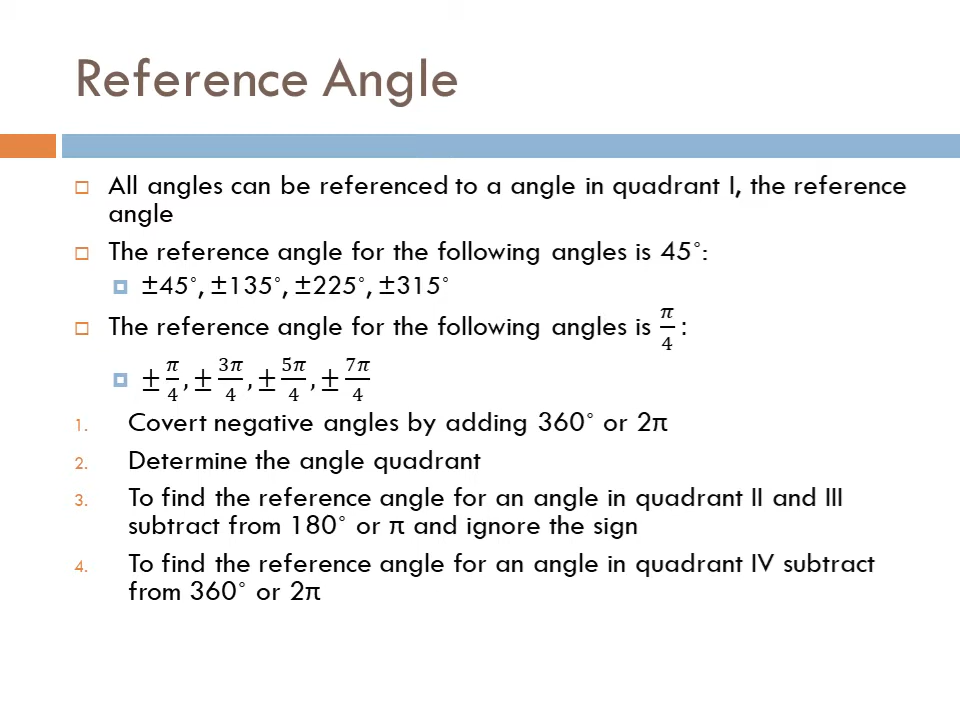 Reference Angle
□ All angles can be referenced to a angle in quadrant I, the reference
angle
□ The reference angle for the following angles is 45˚:
◘ ±45˚, ±135˚, ±225˚, ±315˚
□ The reference angle for the following angles is π/4 :
◘ ± π/4 , ± 3π/4 , ± 5π/4 , ± 7π/4
1. Covert negative angles by adding 360˚ or 2π
2. Determine the angle quadrant
3. To find the reference angle for an angle in quadrant II and III
subtract from 180˚ or π and ignore the sign
4. To find the reference angle for an angle in quadrant IV subtract
from 360˚ or 2π